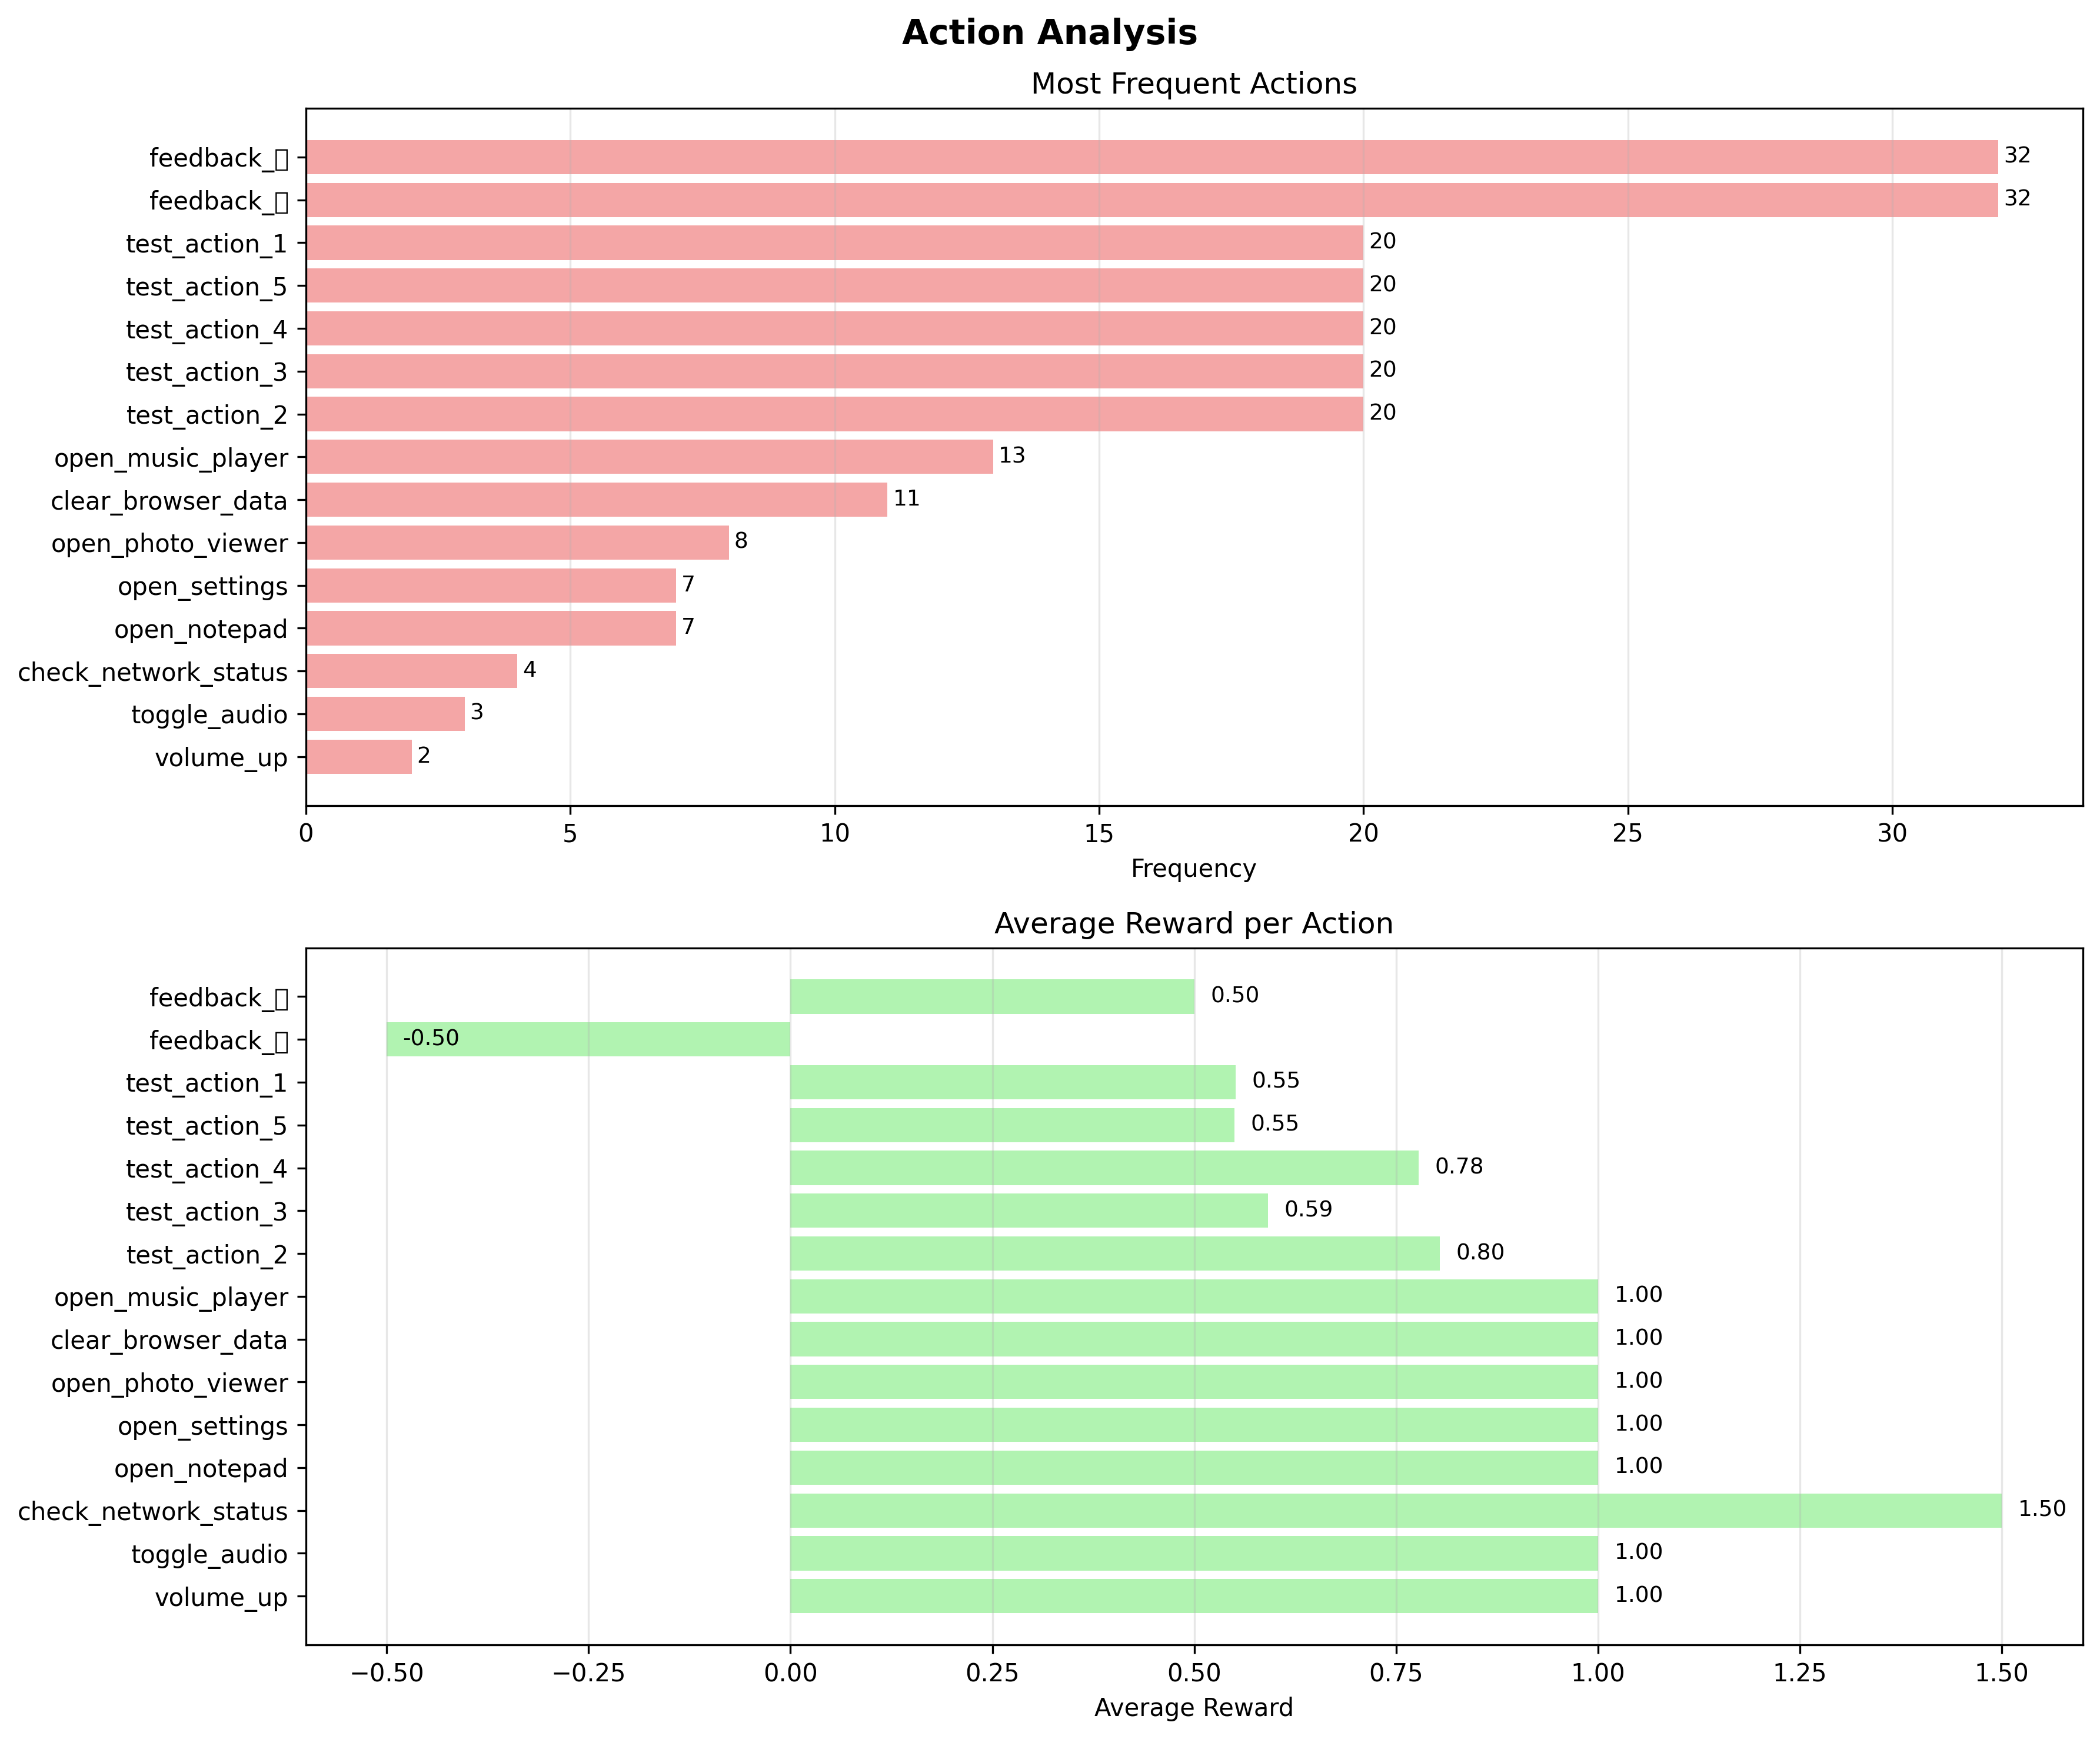 Action Analysis
Most Frequent Actions
feedback_▯ 32
feedback_▯ 32
test_action_1 20
test_action_5 20
test_action_4 20
test_action_3 20
test_action_2 20
open_music_player 13
clear_browser_data 11
open_photo_viewer 8
open_settings 7
open_notepad 7
check_network_status 4
toggle_audio 3
volume_up 2
0 5 10 15 20 25 30
Frequency
Average Reward per Action
feedback_▯ 0.50
feedback_▯ -0.50
test_action_1 0.55
test_action_5 0.55
test_action_4 0.78
test_action_3 0.59
test_action_2 0.80
open_music_player 1.00
clear_browser_data 1.00
open_photo_viewer 1.00
open_settings 1.00
open_notepad 1.00
check_network_status 1.50
toggle_audio 1.00
volume_up 1.00
−0.50 −0.25 0.00 0.25 0.50 0.75 1.00 1.25 1.50
Average Reward